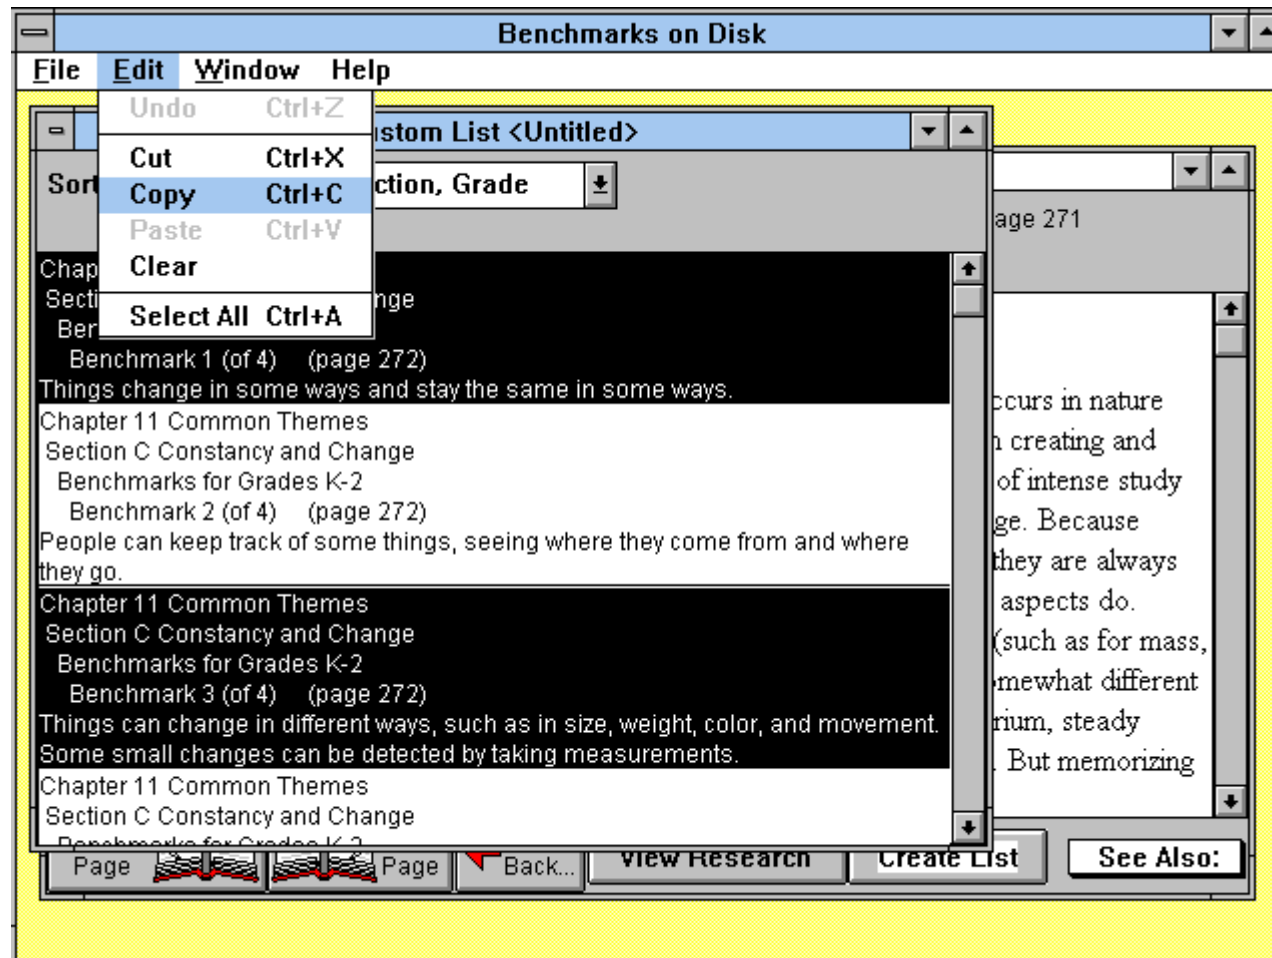 Benchmarks on Disk
File Edit Window Help
Undo Ctrl+Z
Cut Ctrl+X
Copy Ctrl+C
Paste Ctrl+V
Clear
Select All Ctrl+A
stom List <Untitled>
Sort
ction, Grade
Chap
Secti
nge
Ben
Benchmark 1 (of 4) (page 272)
Things change in some ways and stay the same in some ways.
Chapter 11 Common Themes
Section C Constancy and Change
Benchmarks for Grades K-2
Benchmark 2 (of 4) (page 272)
People can keep track of some things, seeing where they come from and where
they go.
Chapter 11 Common Themes
Section C Constancy and Change
Benchmarks for Grades K-2
Benchmark 3 (of 4) (page 272)
Things can change in different ways, such as in size, weight, color, and movement.
Some small changes can be detected by taking measurements.
Chapter 11 Common Themes
Section C Constancy and Change
Benchmarks for Grades K-2
age 271
ccurs in nature
n creating and
of intense study
ge. Because
they are always
aspects do.
(such as for mass,
mewhat different
rium, steady
. But memorizing
Page
Page
Back...
View Research
Create List
See Also: